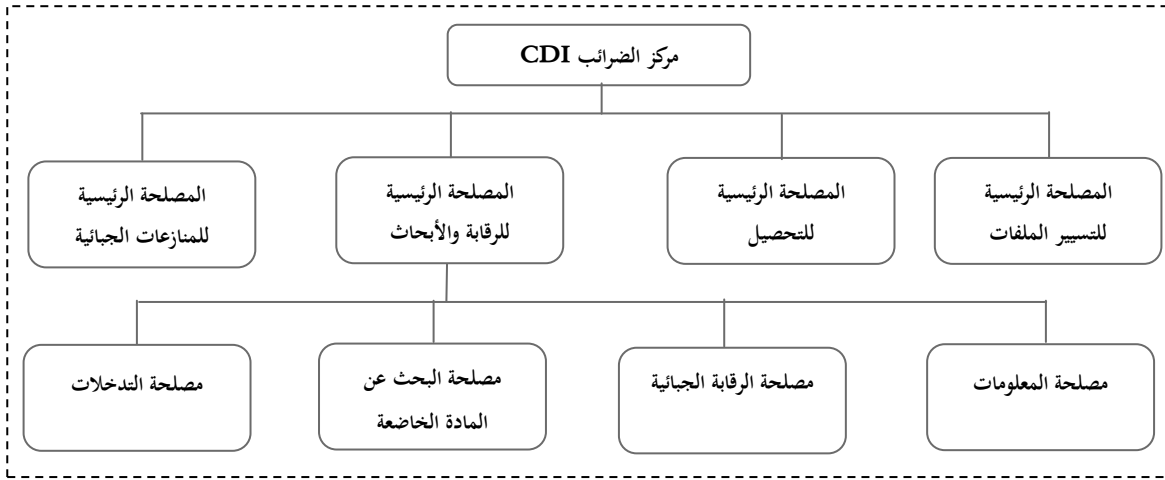 مركز الضرائب CDI
المصلحة الرئيسية
للتسيير الملفات
المصلحة الرئيسية
للتحصيل
المصلحة الرئيسية
للرقابة والأبحاث
المصلحة الرئيسية
للمنازعات الجبائية
مصلحة المعلومات
مصلحة الرقابة الجبائية
مصلحة البحث عن
المادة الخاضعة
مصلحة التدخلات